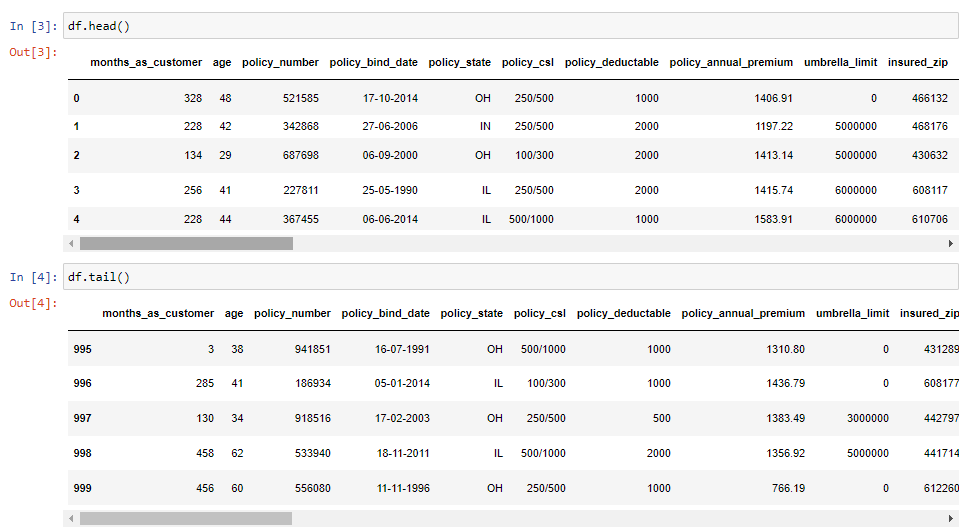 In [3]: df.head()
Out[3]:
months_as_customer age policy_number policy_bind_date policy_state policy_csl policy_deductable policy_annual_premium umbrella_limit insured_zip
0 328 48 521585 17-10-2014 OH 250/500 1000 1406.91 0 466132
1 228 42 342868 27-06-2006 IN 250/500 2000 1197.22 5000000 468176
2 134 29 687698 06-09-2000 OH 100/300 2000 1413.14 5000000 430632
3 256 41 227811 25-05-1990 IL 250/500 2000 1415.74 6000000 608117
4 228 44 367455 06-06-2014 IL 500/1000 1000 1583.91 6000000 610706
In [4]: df.tail()
Out[4]:
months_as_customer age policy_number policy_bind_date policy_state policy_csl policy_deductable policy_annual_premium umbrella_limit insured_zip
995 3 38 941851 16-07-1991 OH 500/1000 1000 1310.80 0 431289
996 285 41 186934 05-01-2014 IL 100/300 1000 1436.79 0 608177
997 130 34 918516 17-02-2003 OH 250/500 500 1383.49 3000000 442797
998 458 62 533940 18-11-2011 IL 500/1000 2000 1356.92 5000000 441714
999 456 60 556080 11-11-1996 OH 250/500 1000 766.19 0 612260